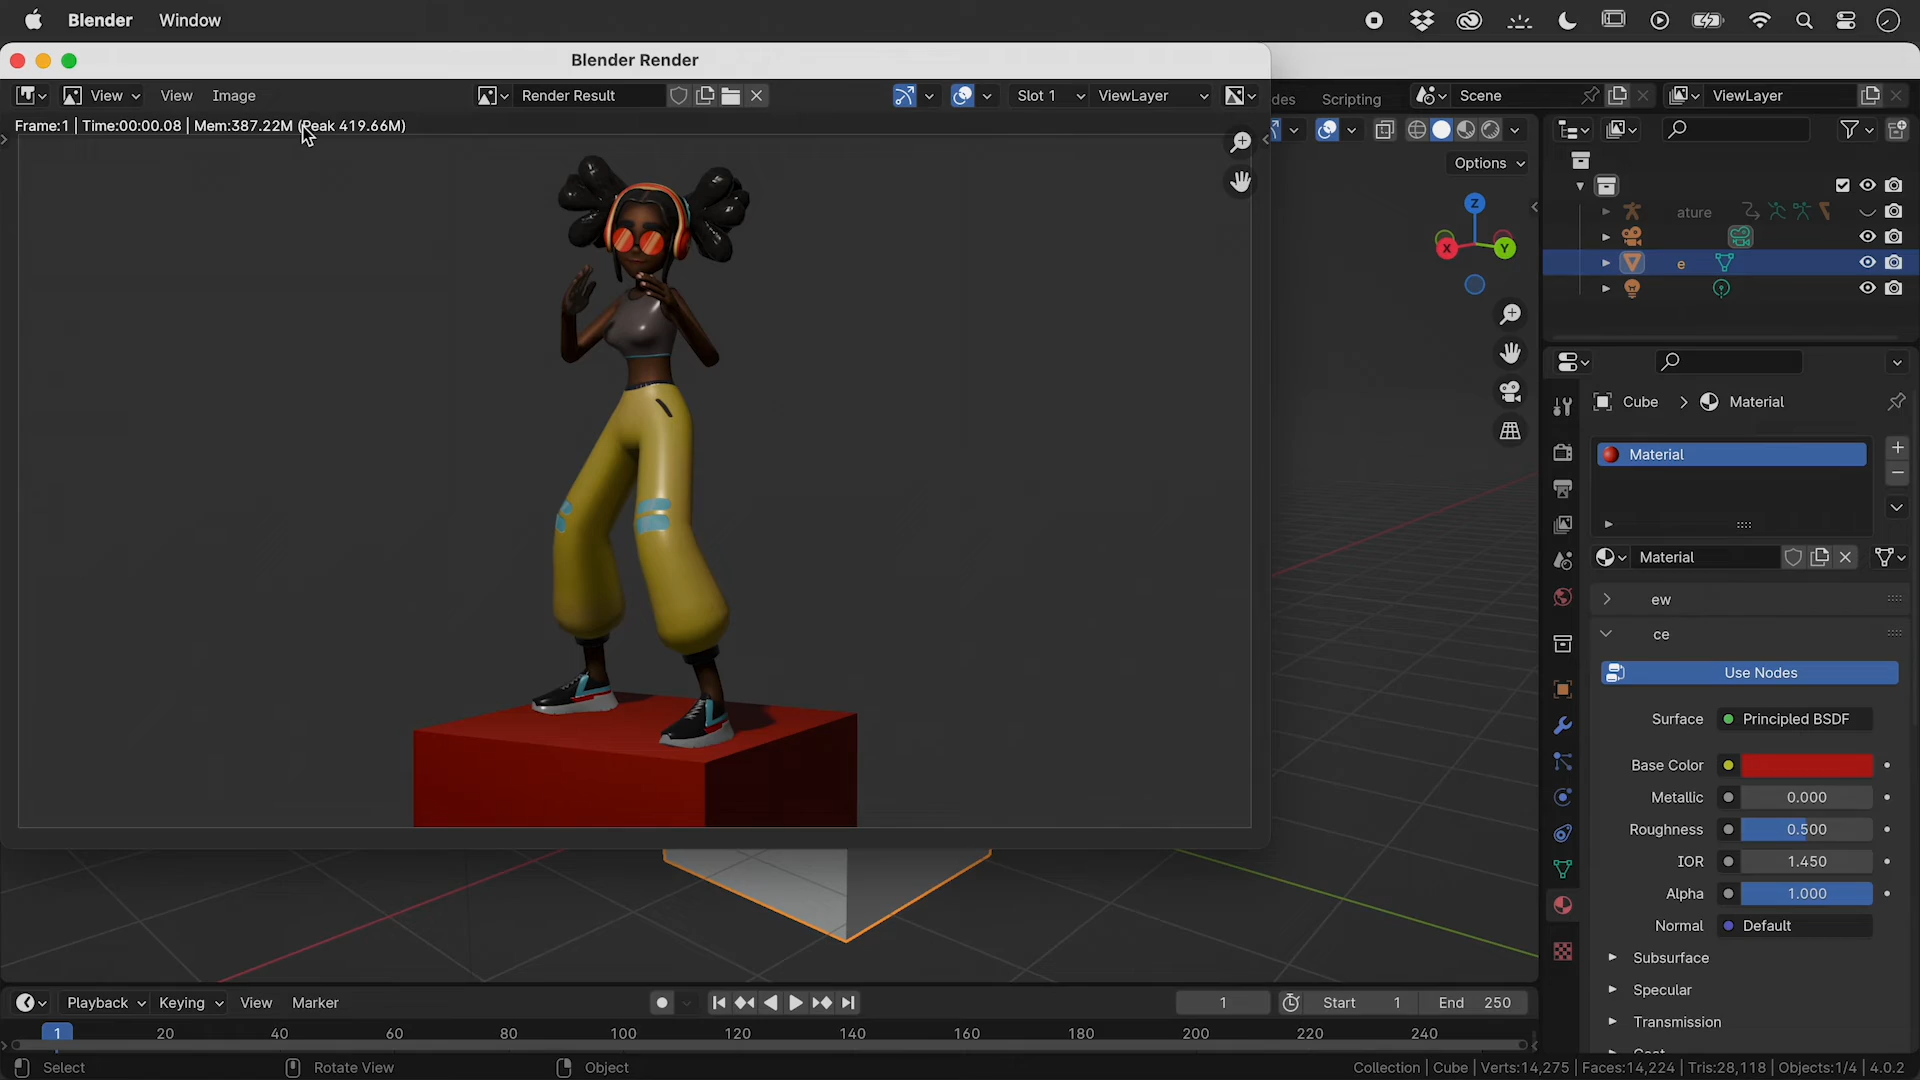 Blender Window
Blender Render
View View Image Render Result Slot 1 ViewLayer
Frame:1 | Time:00:00.08 | Mem:387.22M (Peak 419.66M)
des Scripting Scene ViewLayer
Options
Z
X Y
ature
e
Cube > Material
Material
Material
ew
ce
Use Nodes
Surface Principled BSDF
Base Color
Metallic 0.000
Roughness 0.500
IOR 1.450
Alpha 1.000
Normal Default
Subsurface
Specular
Transmission
Playback Keying View Marker 1 Start 1 End 250
1 20 40 60 80 100 120 140 160 180 200 220 240
Select Rotate View Object Collection | Cube | Verts:14,275 | Faces:14,224 | Tris:28,118 | Objects:1/4 | 4.0.2